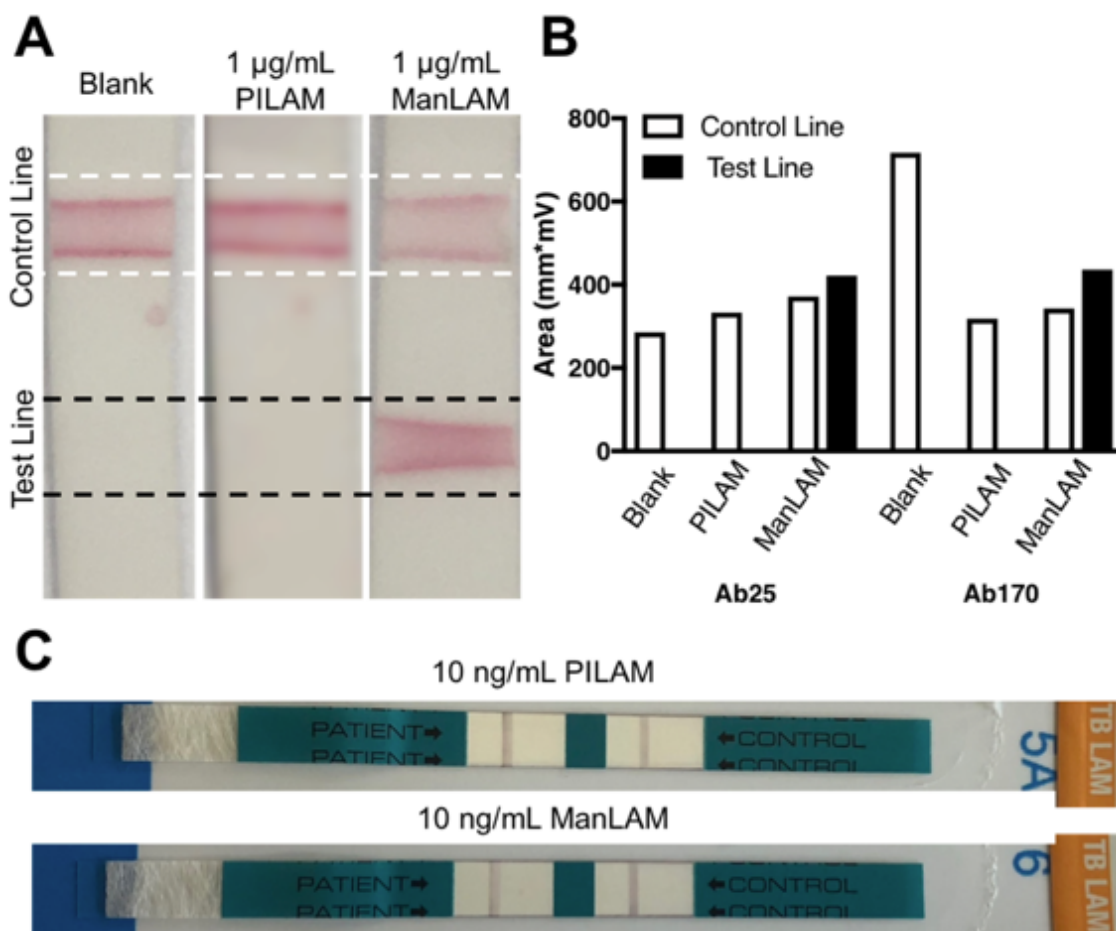 A
Blank
1 µg/mL
PILAM
1 µg/mL
ManLAM
Control Line
Test Line
B
Control Line
Test Line
Area (mm*mV)
800
600
400
200
0
Blank
PILAM
ManLAM
Blank
PILAM
ManLAM
Ab25
Ab170
C
10 ng/mL PILAM
PATIENT➡
PATIENT➡
⬅CONTROL
⬅CONTROL
5A
TB LAM
10 ng/mL ManLAM
PATIENT➡
PATIENT➡
⬅CONTROL
⬅CONTROL
6
TB LAM